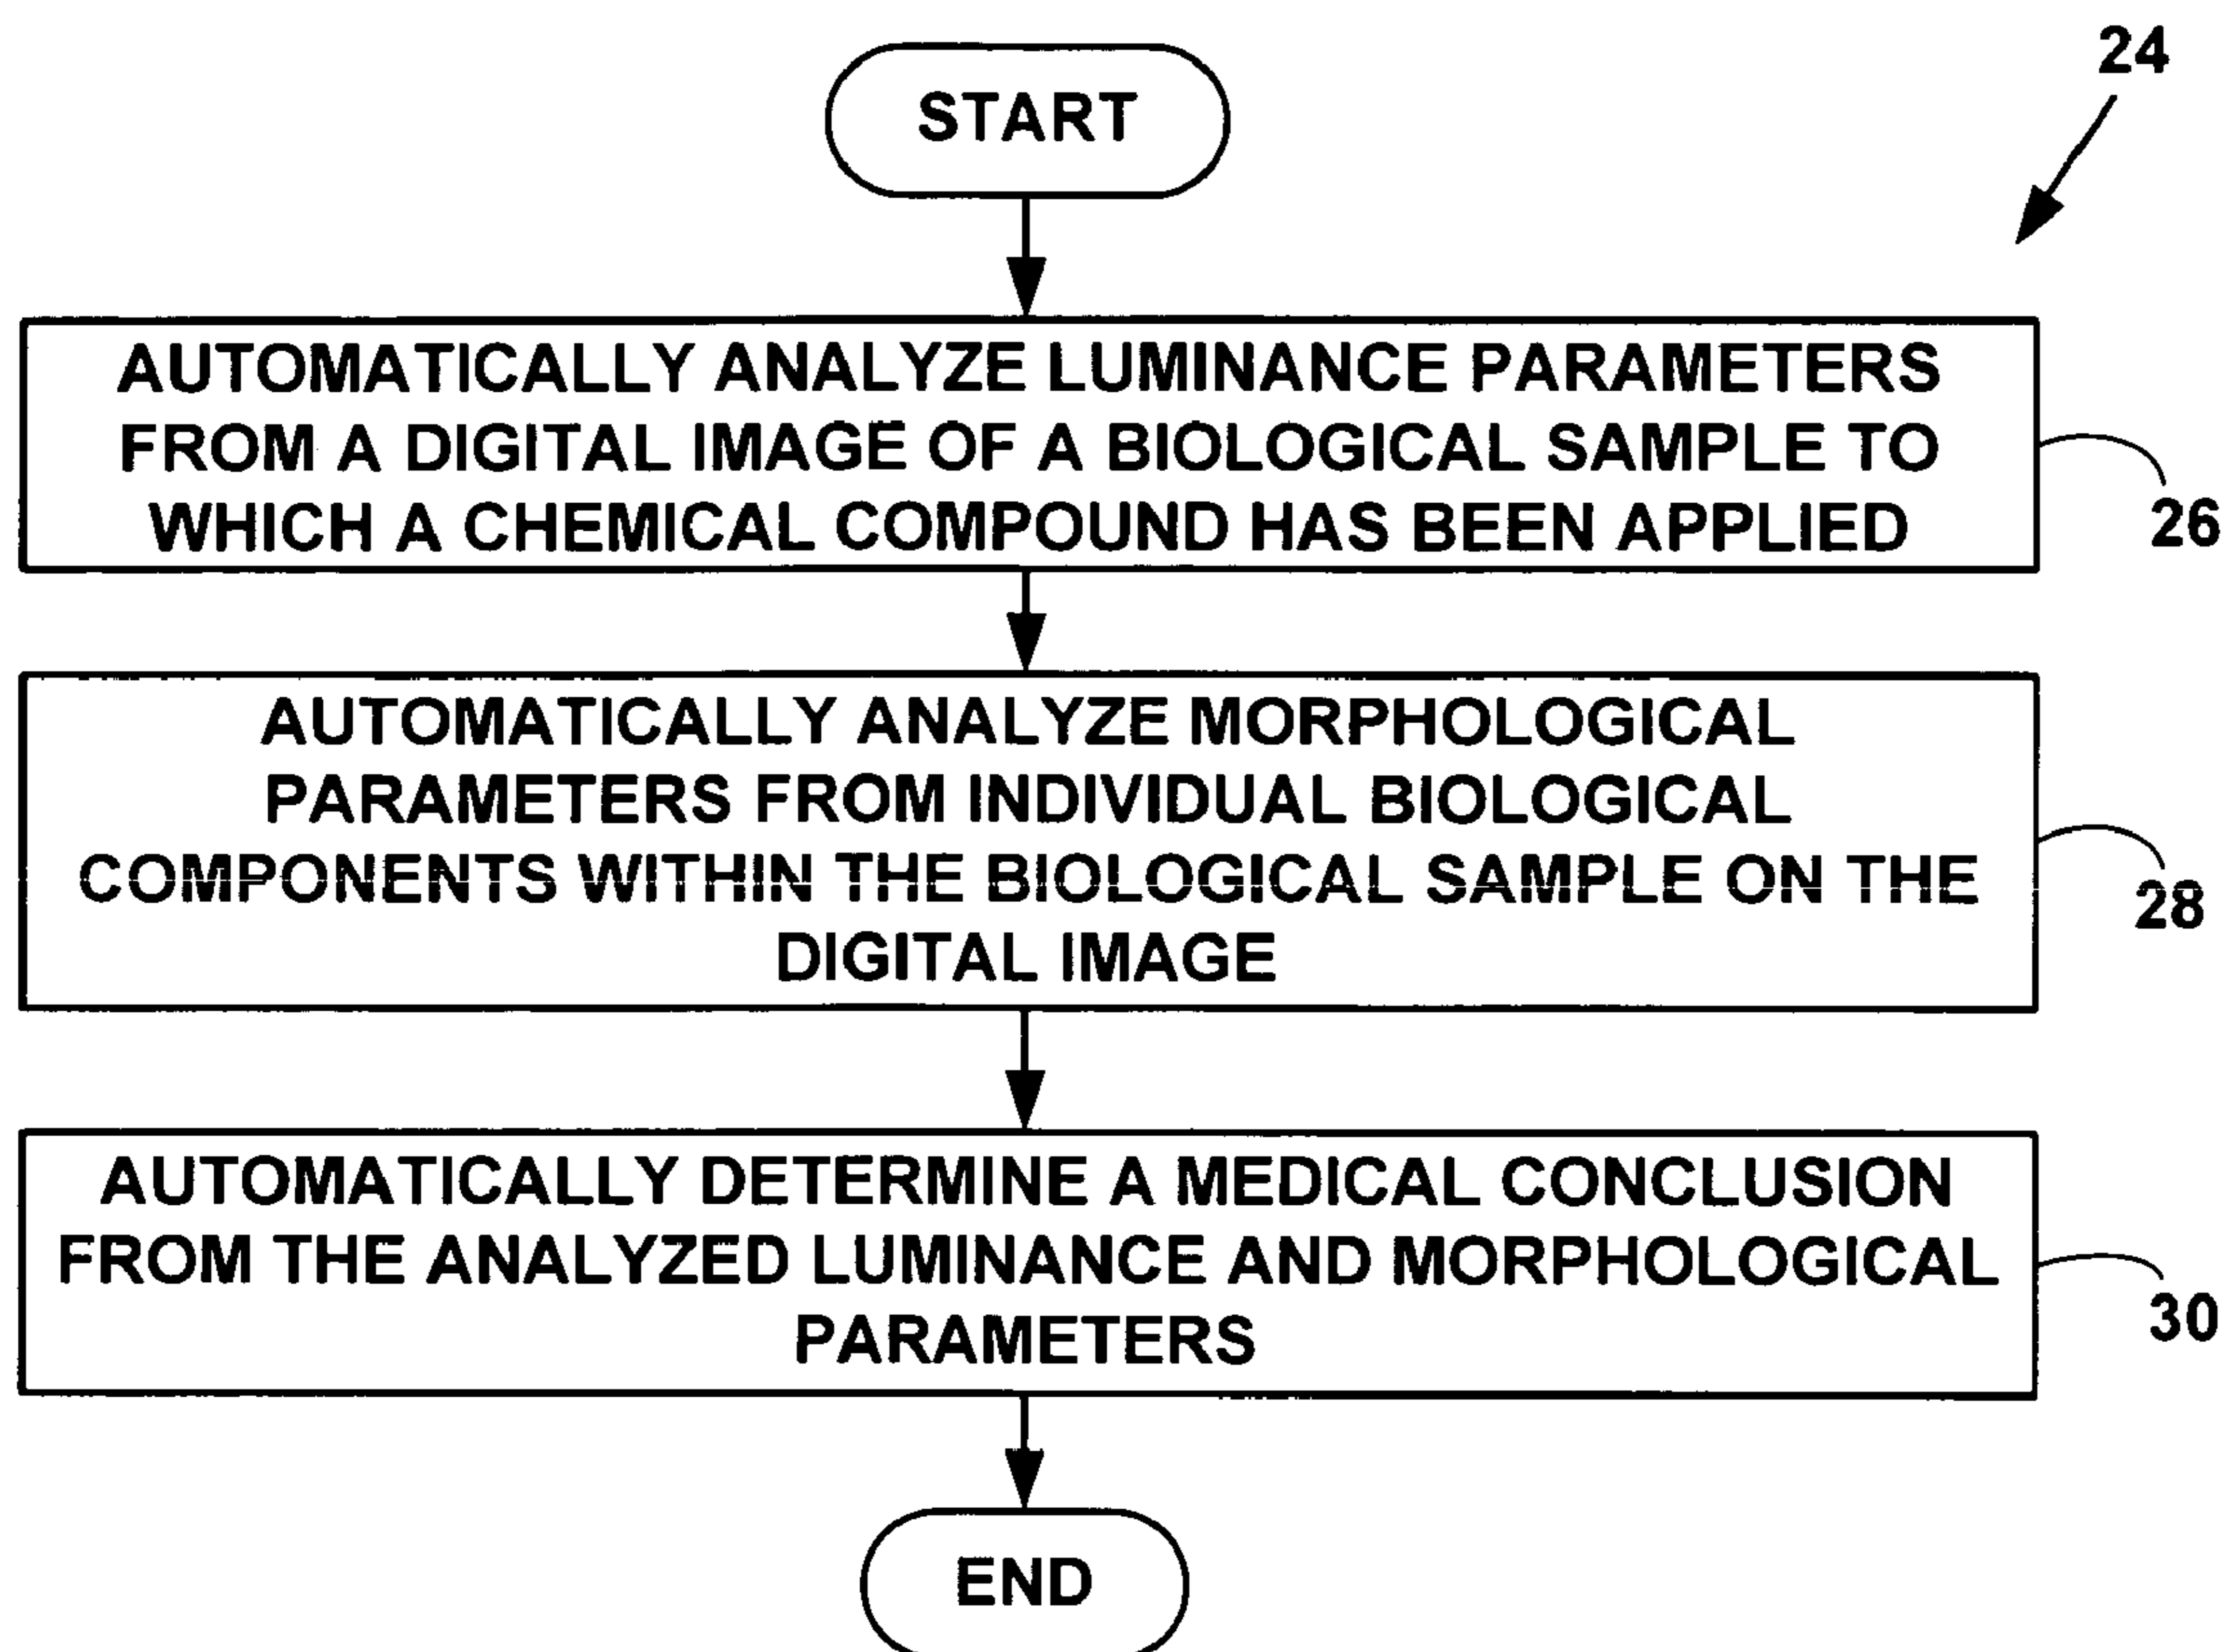 24
START
AUTOMATICALLY ANALYZE LUMINANCE PARAMETERS
FROM A DIGITAL IMAGE OF A BIOLOGICAL SAMPLE TO
WHICH A CHEMICAL COMPOUND HAS BEEN APPLIED
26
AUTOMATICALLY ANALYZE MORPHOLOGICAL
PARAMETERS FROM INDIVIDUAL BIOLOGICAL
COMPONENTS WITHIN THE BIOLOGICAL SAMPLE ON THE
DIGITAL IMAGE
28
AUTOMATICALLY DETERMINE A MEDICAL CONCLUSION
FROM THE ANALYZED LUMINANCE AND MORPHOLOGICAL
PARAMETERS
30
END